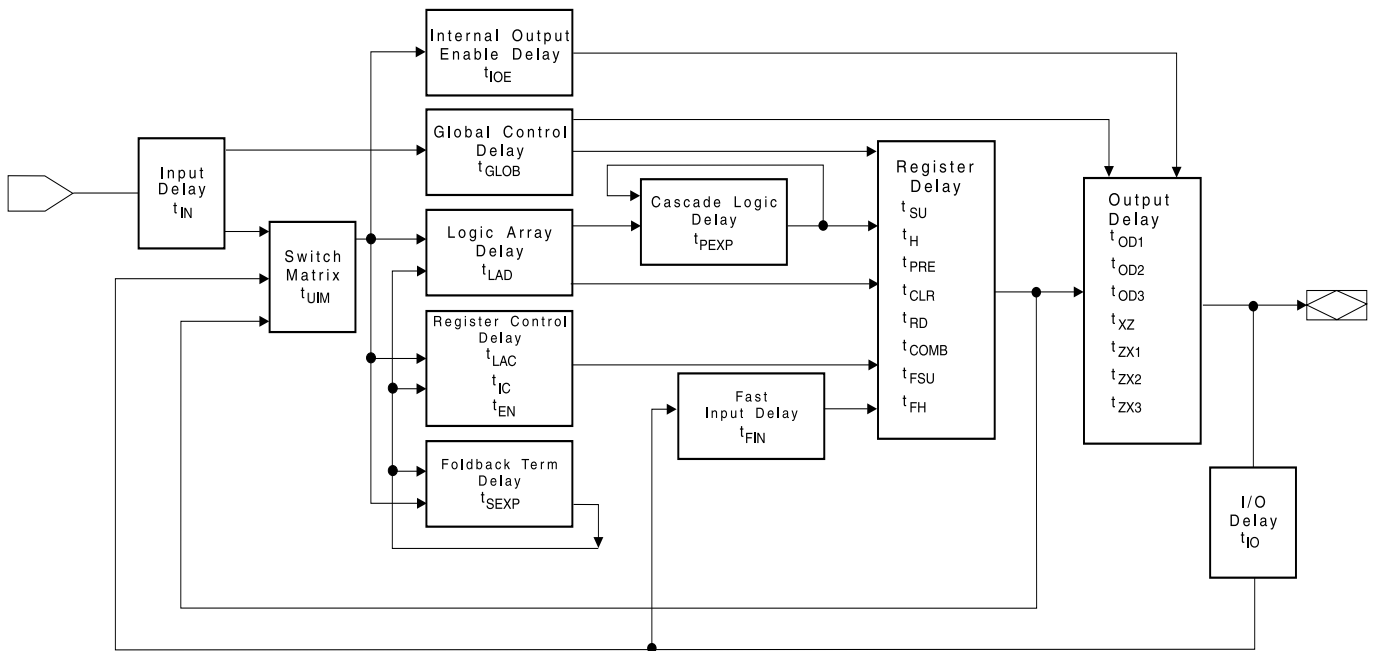 Internal Output
Enable Delay
tIOE
Global Control
Delay
tGLOB
Input
Delay
tIN
Switch
Matrix
tUIM
Logic Array
Delay
tLAD
Cascade Logic
Delay
tPEXP
Register Control
Delay
tLAC
tIC
tEN
Fast
Input Delay
tFIN
Foldback Term
Delay
tSEXP
Register
Delay
tSU
tH
tPRE
tCLR
tRD
tCOMB
tFSU
tFH
Output
Delay
tOD1
tOD2
tOD3
tXZ
tZX1
tZX2
tZX3
I/O
Delay
tIO